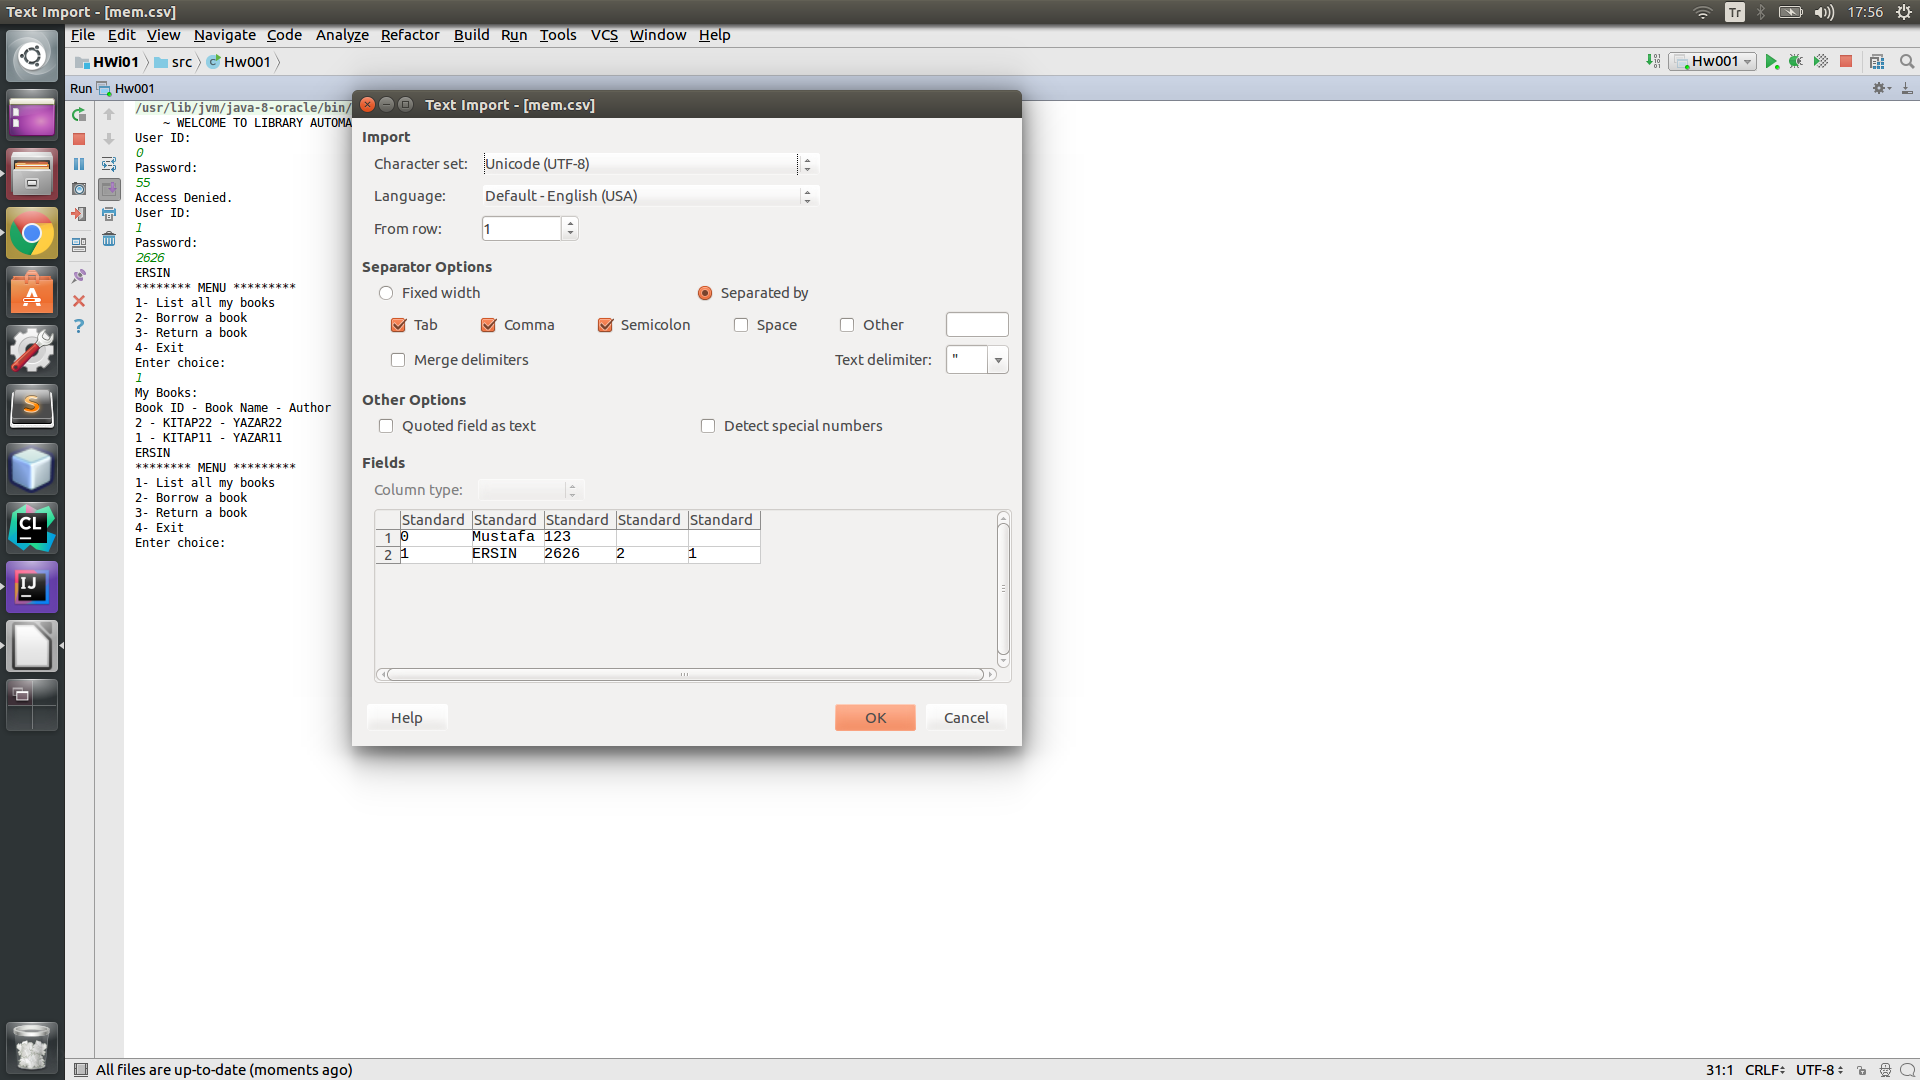 Text Import - [mem.csv]
Tr
17:56
File Edit View Navigate Code Analyze Refactor Build Run Tools VCS Window Help
HWi01 src Hw001
Hw001
Run Hw001
/usr/lib/jvm/java-8-oracle/bin/
~ WELCOME TO LIBRARY AUTOMA
User ID:
0
Password:
55
Access Denied.
User ID:
1
Password:
2626
ERSIN
******** MENU *********
1- List all my books
2- Borrow a book
3- Return a book
4- Exit
Enter choice:
1
My Books:
Book ID - Book Name - Author
2 - KITAP22 - YAZAR22
1 - KITAP11 - YAZAR11
ERSIN
******** MENU *********
1- List all my books
2- Borrow a book
3- Return a book
4- Exit
Enter choice:
Text Import - [mem.csv]
Import
Character set: Unicode (UTF-8)
Language: Default - English (USA)
From row: 1
Separator Options
Fixed width Separated by
Tab Comma Semicolon Space Other
Merge delimiters Text delimiter: "
Other Options
Quoted field as text Detect special numbers
Fields
Column type:
Standard Standard Standard Standard Standard
1 0 Mustafa 123
2 1 ERSIN 2626 2 1
Help OK Cancel
CL
IJ
All files are up-to-date (moments ago)
31:1 CRLF UTF-8